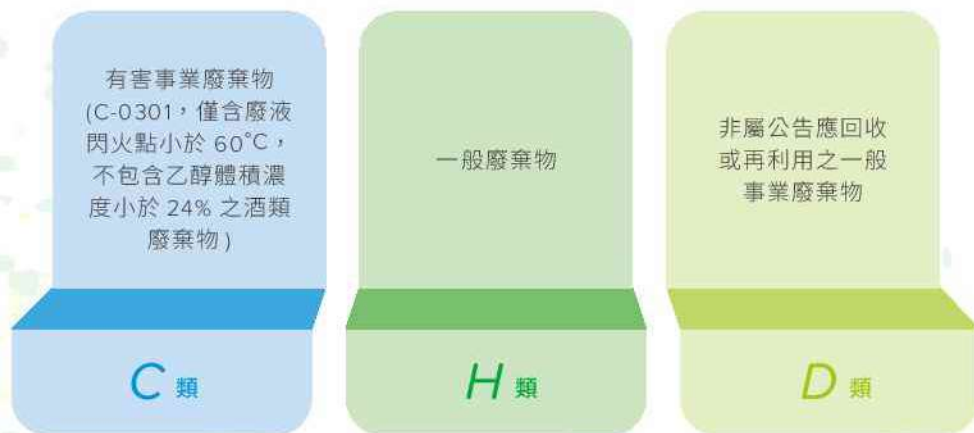 有害事業廢棄物
(C-0301，僅含廢液
閃火點小於 60°C，
不包含乙醇體積濃
度小於 24% 之酒類
廢棄物)
C 類
一般廢棄物
H 類
非屬公告應回收
或再利用之一般
事業廢棄物
D 類